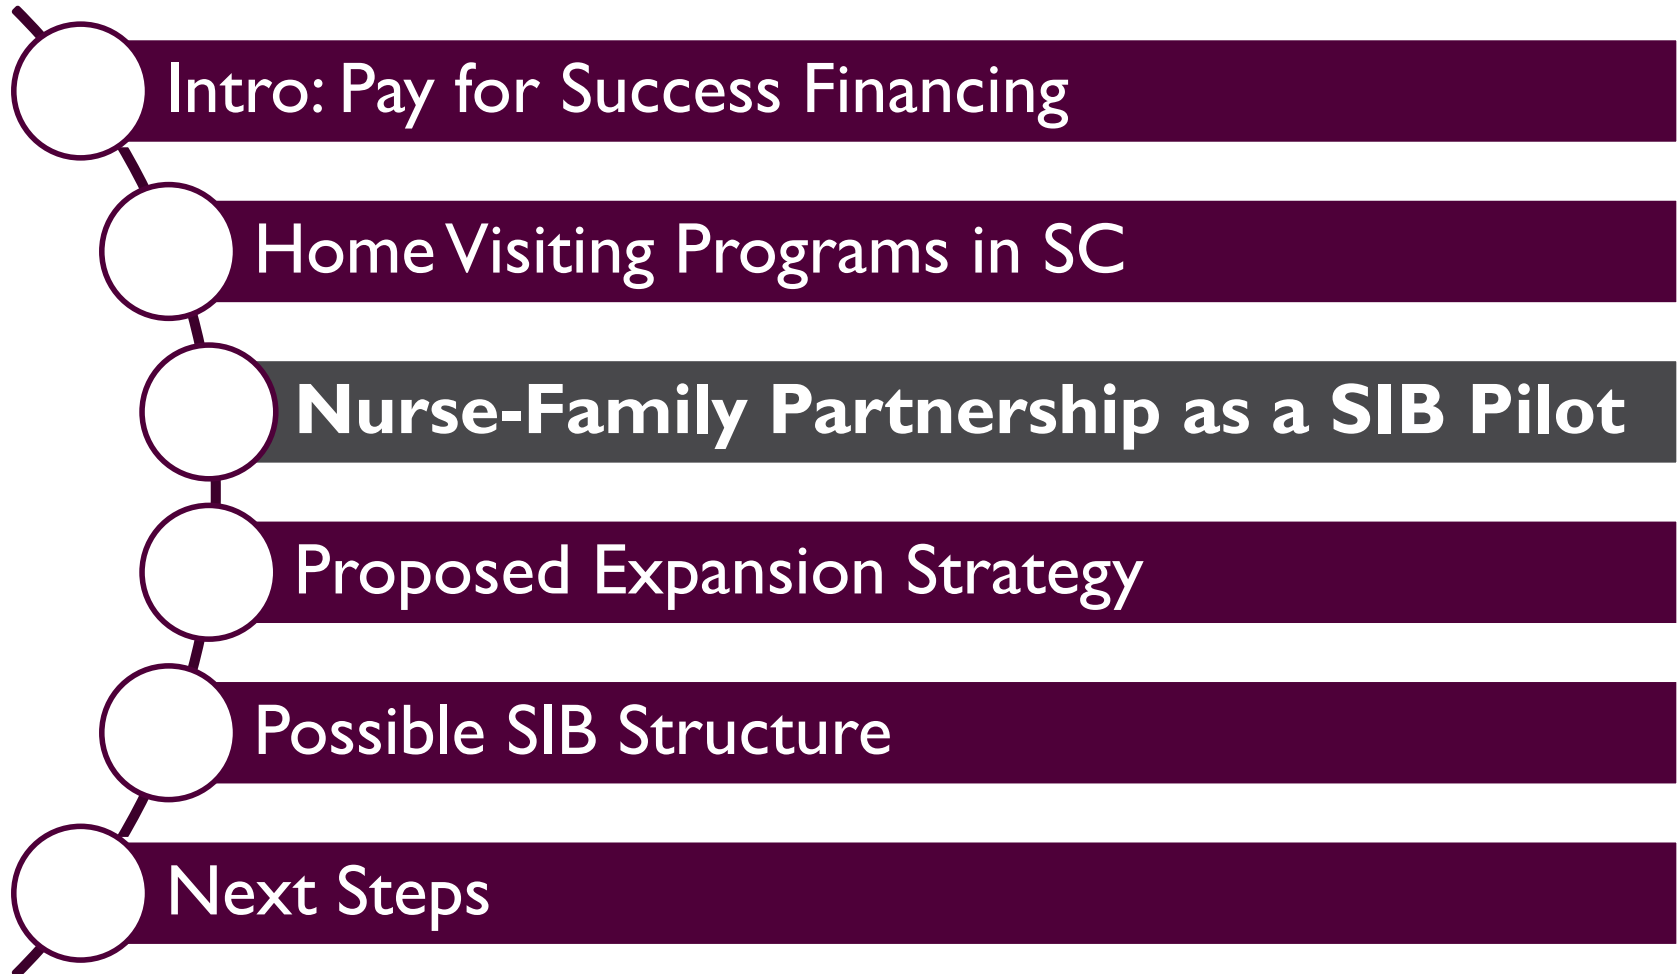 Intro: Pay for Success Financing
Home Visiting Programs in SC
Nurse-Family Partnership as a SIB Pilot
Proposed Expansion Strategy
Possible SIB Structure
Next Steps